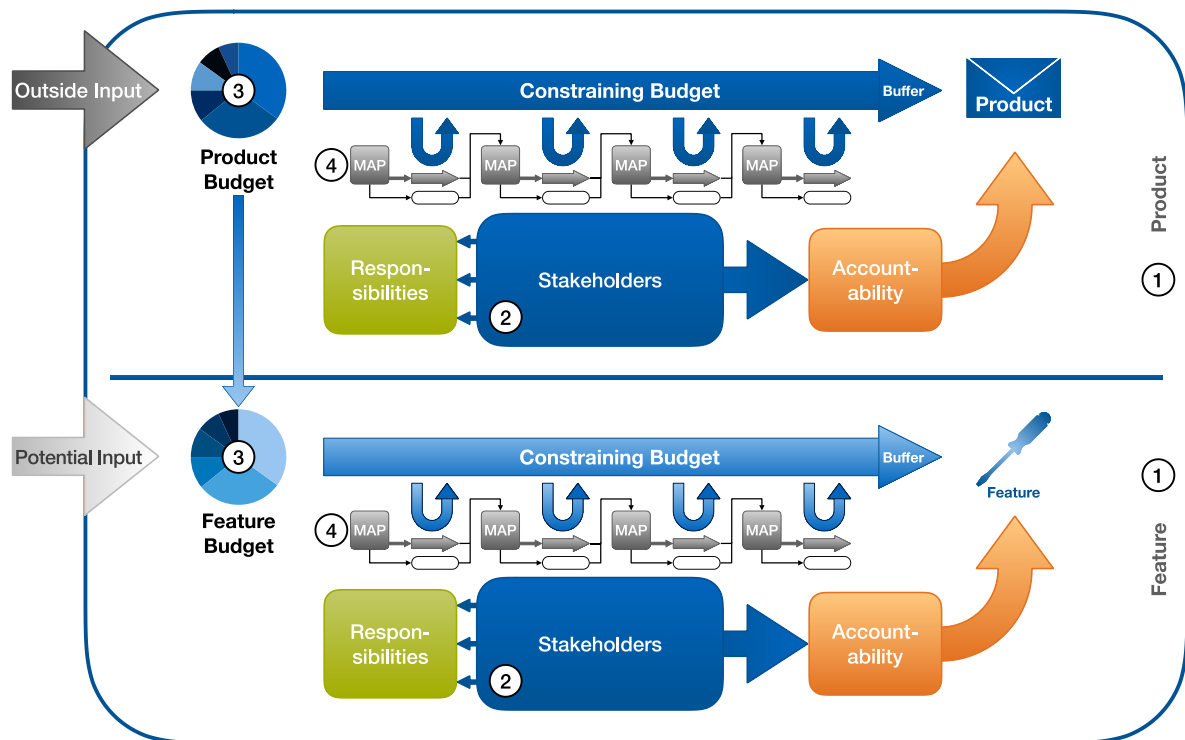 Outside Input
3
Product
Budget
Constraining Budget
Buffer
Product
4
MAP
MAP
MAP
MAP
Respon-
sibilities
Stakeholders
2
Account-
ability
Product
1
Potential Input
3
Feature
Budget
Constraining Budget
Buffer
Feature
4
MAP
MAP
MAP
MAP
Respon-
sibilities
Stakeholders
2
Account-
ability
1
Feature